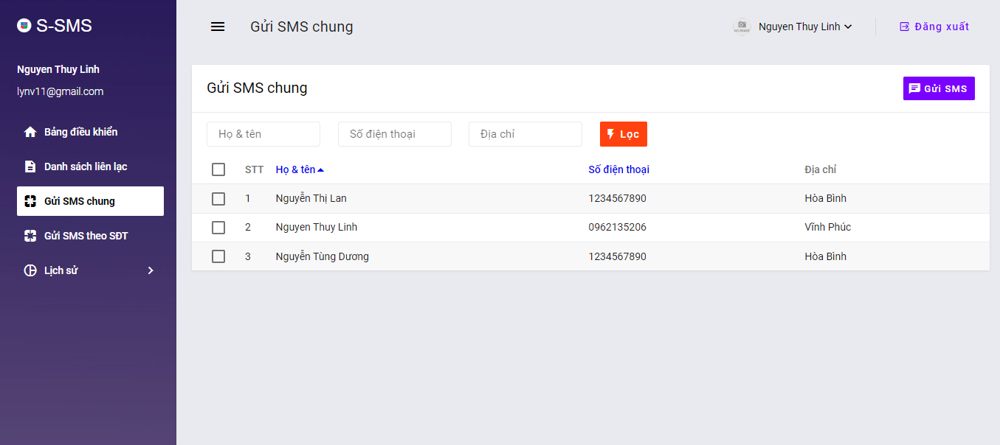 S-SMS
Nguyen Thuy Linh
lynv11@gmail.com
Bảng điều khiển
Danh sách liên lạc
Gửi SMS chung
Gửi SMS theo SĐT
Lịch sử
Gửi SMS chung
NO IMAGE
Nguyen Thuy Linh
Đăng xuất
Gửi SMS chung
Gửi SMS
Họ & tên
Số điện thoại
Địa chỉ
Lọc
STT Họ & tên Số điện thoại Địa chỉ
1 Nguyễn Thị Lan 1234567890 Hòa Bình
2 Nguyen Thuy Linh 0962135206 Vĩnh Phúc
3 Nguyễn Tùng Dương 1234567890 Hòa Bình